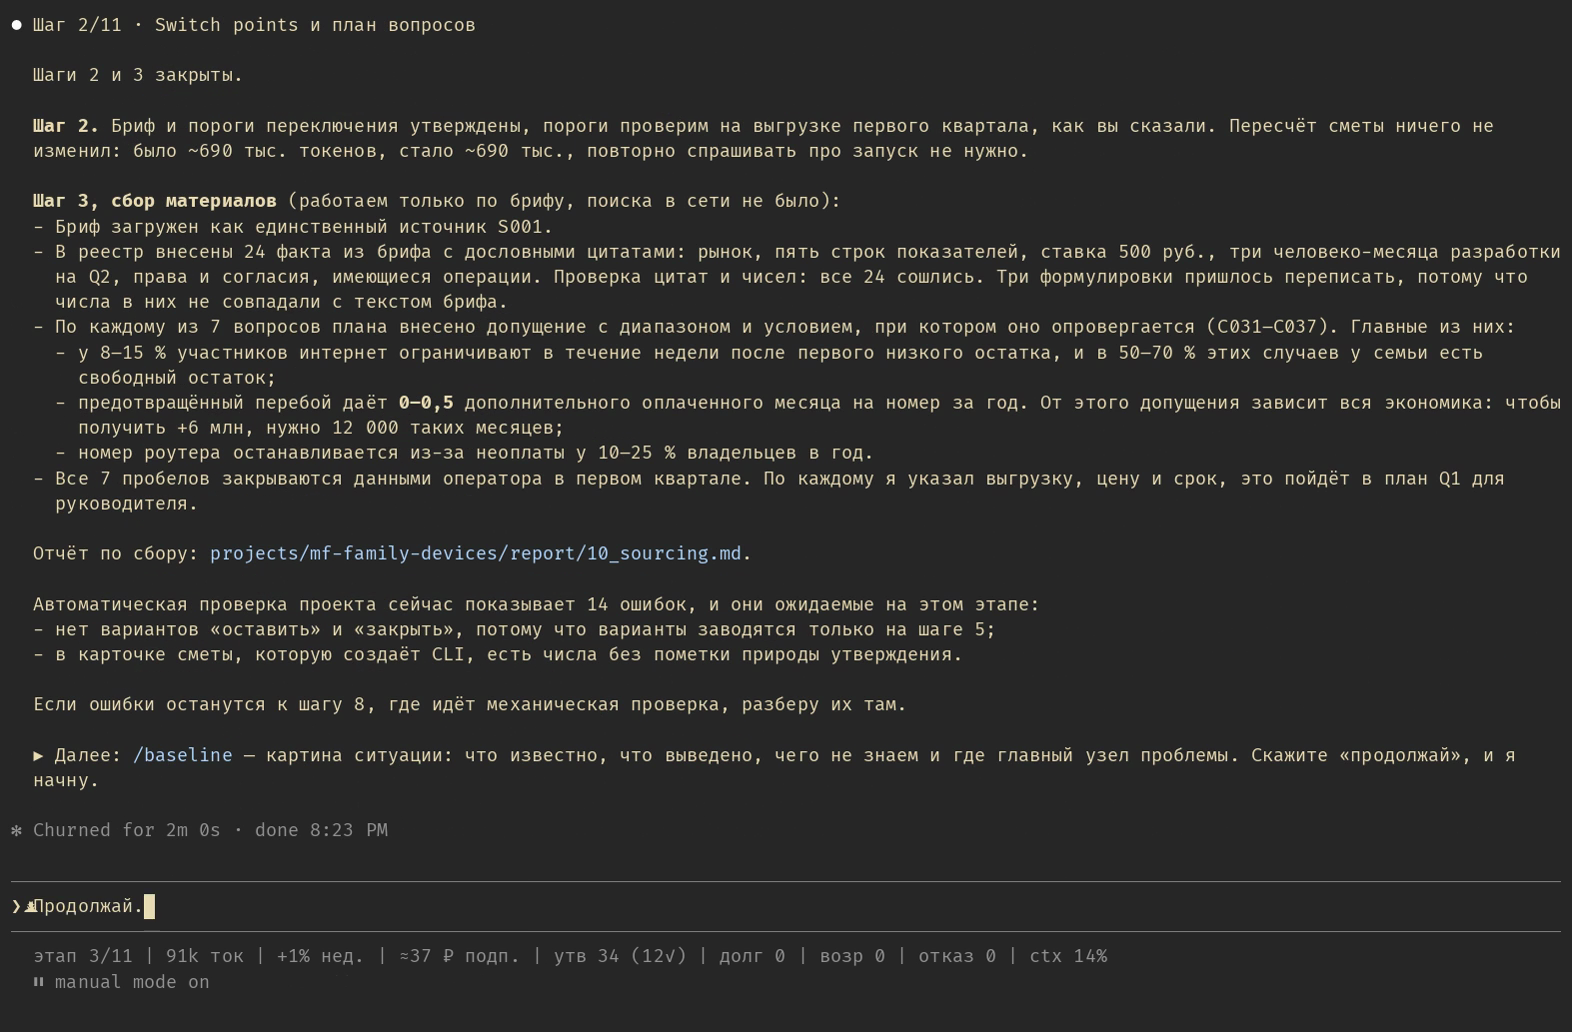 ● Шаг 2/11 · Switch points и план вопросов
Шаги 2 и 3 закрыты.
Шаг 2. Бриф и пороги переключения утверждены, пороги проверим на выгрузке первого квартала, как вы сказали. Пересчёт сметы ничего не
изменил: было ~690 тыс. токенов, стало ~690 тыс., повторно спрашивать про запуск не нужно.
Шаг 3, сбор материалов (работаем только по брифу, поиска в сети не было):
- Бриф загружен как единственный источник S001.
- В реестр внесены 24 факта из брифа с дословными цитатами: рынок, пять строк показателей, ставка 500 руб., три человеко-месяца разработки
на Q2, права и согласия, имеющиеся операции. Проверка цитат и чисел: все 24 сошлись. Три формулировки пришлось переписать, потому что
числа в них не совпадали с текстом брифа.
- По каждому из 7 вопросов плана внесено допущение с диапазоном и условием, при котором оно опровергается (C031–C037). Главные из них:
- у 8–15 % участников интернет ограничивают в течение недели после первого низкого остатка, и в 50–70 % этих случаев у семьи есть
свободный остаток;
- предотвращённый перебой даёт 0–0,5 дополнительного оплаченного месяца на номер за год. От этого допущения зависит вся экономика: чтобы
получить +6 млн, нужно 12 000 таких месяцев;
- номер роутера останавливается из-за неоплаты у 10–25 % владельцев в год.
- Все 7 пробелов закрываются данными оператора в первом квартале. По каждому я указал выгрузку, цену и срок, это пойдёт в план Q1 для
руководителя.
Отчёт по сбору: projects/mf-family-devices/report/10_sourcing.md.
Автоматическая проверка проекта сейчас показывает 14 ошибок, и они ожидаемые на этом этапе:
- нет вариантов «оставить» и «закрыть», потому что варианты заводятся только на шаге 5;
- в карточке сметы, которую создаёт CLI, есть числа без пометки природы утверждения.
Если ошибки останутся к шагу 8, где идёт механическая проверка, разберу их там.
▶ Далее: /baseline — картина ситуации: что известно, что выведено, чего не знаем и где главный узел проблемы. Скажите «продолжай», и я
начну.
✻ Churned for 2m 0s · done 8:23 PM
❯ Продолжай.
этап 3/11 | 91k ток | +1% нед. | ≈37 ₽ подп. | утв 34 (12✓) | долг 0 | возр 0 | отказ 0 | ctx 14%
⏸ manual mode on